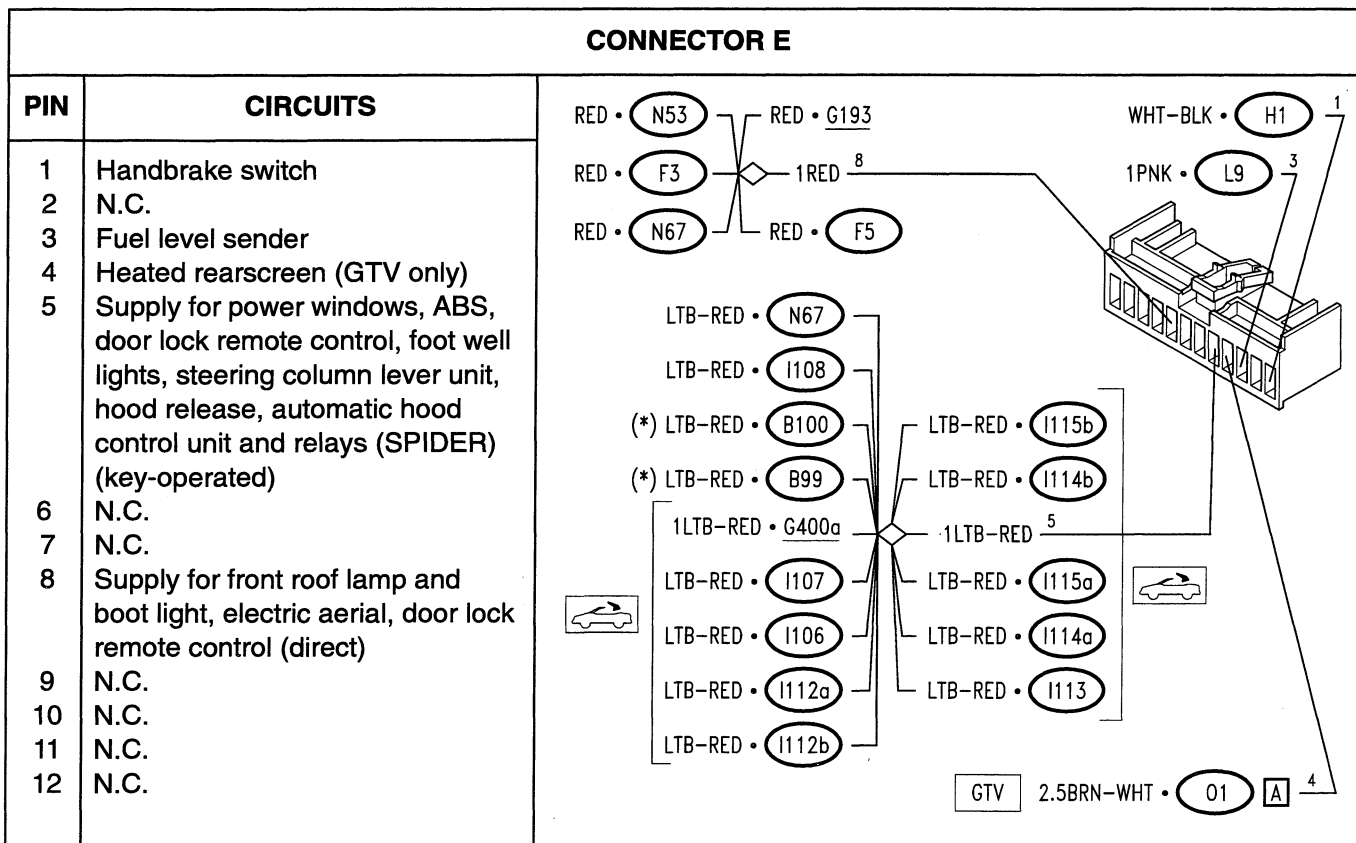 CONNECTOR E
PIN CIRCUITS
1 Handbrake switch
2 N.C.
3 Fuel level sender
4 Heated rearscreen (GTV only)
5 Supply for power windows, ABS,
door lock remote control, foot well
lights, steering column lever unit,
hood release, automatic hood
control unit and relays (SPIDER)
(key-operated)
6 N.C.
7 N.C.
8 Supply for front roof lamp and
boot light, electric aerial, door lock
remote control (direct)
9 N.C.
10 N.C.
11 N.C.
12 N.C.
RED • N53 RED • G193
RED • F3 1RED 8
RED • N67 RED • F5
WHT-BLK • H1 1
1PNK • L9 3
LTB-RED • N67
LTB-RED • I108
(*) LTB-RED • B100
(*) LTB-RED • B99
1LTB-RED • G400a
LTB-RED • I107
LTB-RED • I106
LTB-RED • I112a
LTB-RED • I112b
LTB-RED • I115b
LTB-RED • I114b
1LTB-RED 5
LTB-RED • I115a
LTB-RED • I114a
LTB-RED • I113
GTV 2.5BRN-WHT • O1 A 4